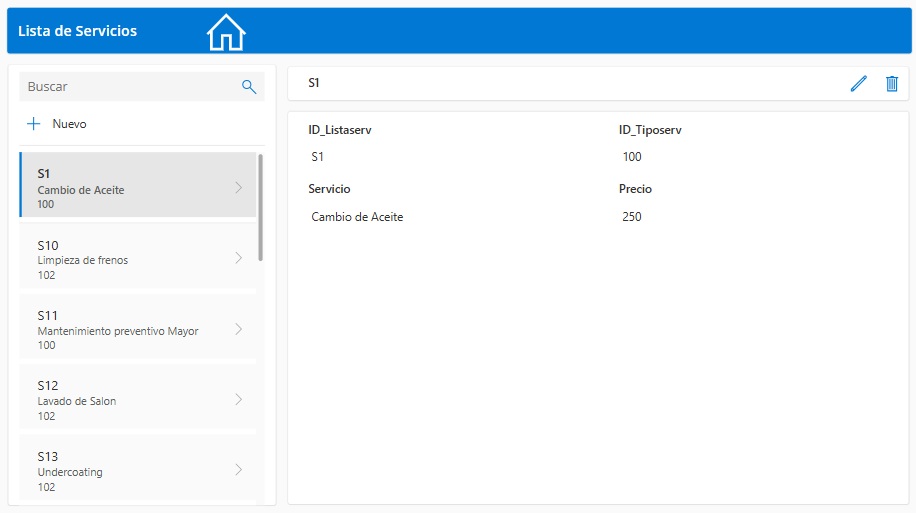 Lista de Servicios
Buscar
Nuevo
S1
Cambio de Aceite
100
S10
Limpieza de frenos
102
S11
Mantenimiento preventivo Mayor
100
S12
Lavado de Salon
102
S13
Undercoating
102
S1
ID_Listaserv
ID_Tiposerv
S1
100
Servicio
Precio
Cambio de Aceite
250